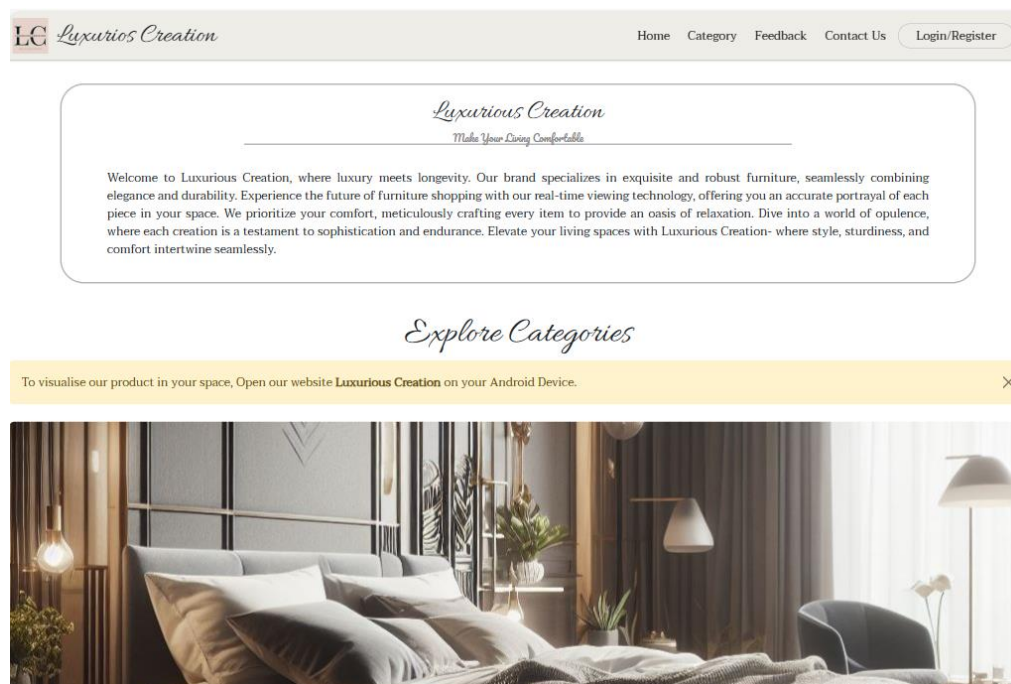 LC Luxurios Creation Home Category Feedback Contact Us Login/Register
Luxurious Creation
Make Your Living Comfortable
Welcome to Luxurious Creation, where luxury meets longevity. Our brand specializes in exquisite and robust furniture, seamlessly combining
elegance and durability. Experience the future of furniture shopping with our real-time viewing technology, offering you an accurate portrayal of each
piece in your space. We prioritize your comfort, meticulously crafting every item to provide an oasis of relaxation. Dive into a world of opulence,
where each creation is a testament to sophistication and endurance. Elevate your living spaces with Luxurious Creation- where style, sturdiness, and
comfort intertwine seamlessly.
Explore Categories
To visualise our product in your space, Open our website Luxurious Creation on your Android Device.